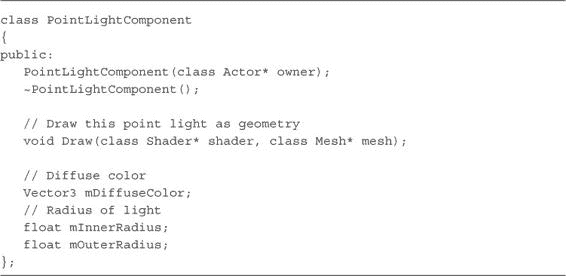 class PointLightComponent
{
public:
   PointLightComponent(class Actor* owner);
   ~PointLightComponent();

   // Draw this point light as geometry
   void Draw(class Shader* shader, class Mesh* mesh);

   // Diffuse color
   Vector3 mDiffuseColor;
   // Radius of light
   float mInnerRadius;
   float mOuterRadius;
};